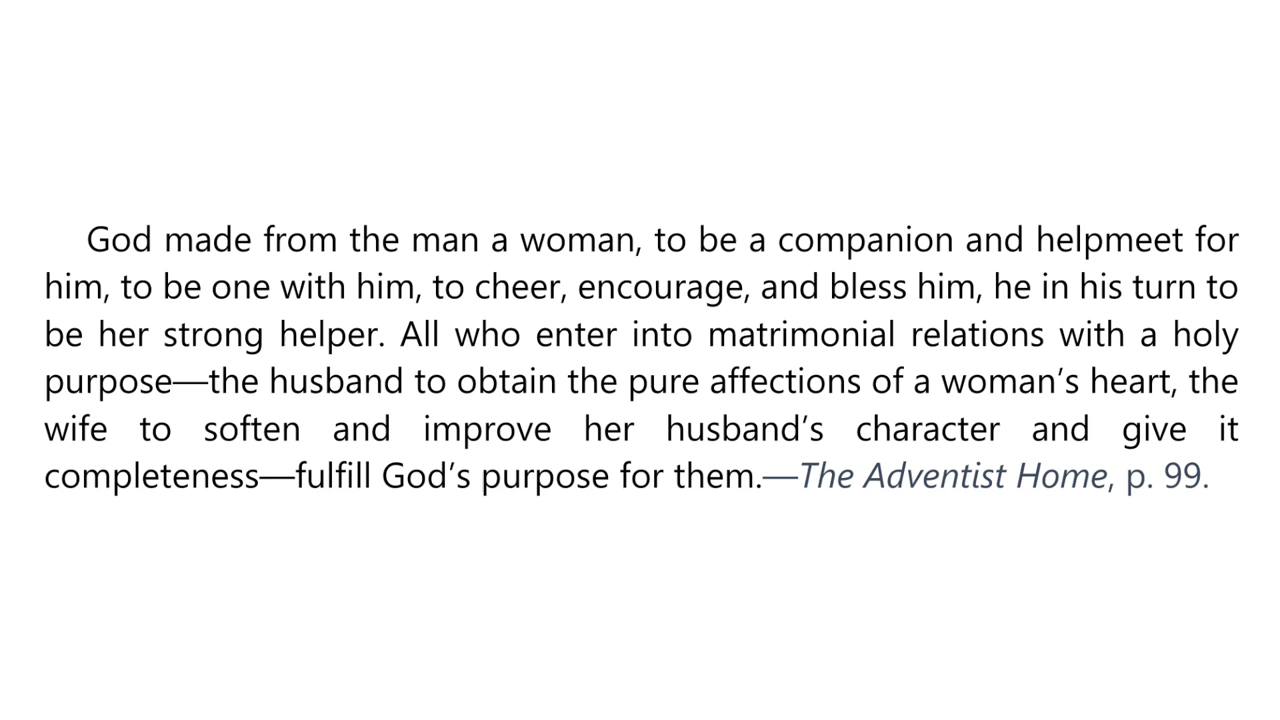 God made from the man a woman, to be a companion and helpmeet for
him, to be one with him, to cheer, encourage, and bless him, he in his turn to
be her strong helper. All who enter into matrimonial relations with a holy
purpose—the husband to obtain the pure affections of a woman’s heart, the
wife to soften and improve her husband’s character and give it
completeness—fulfill God’s purpose for them.—The Adventist Home, p. 99.